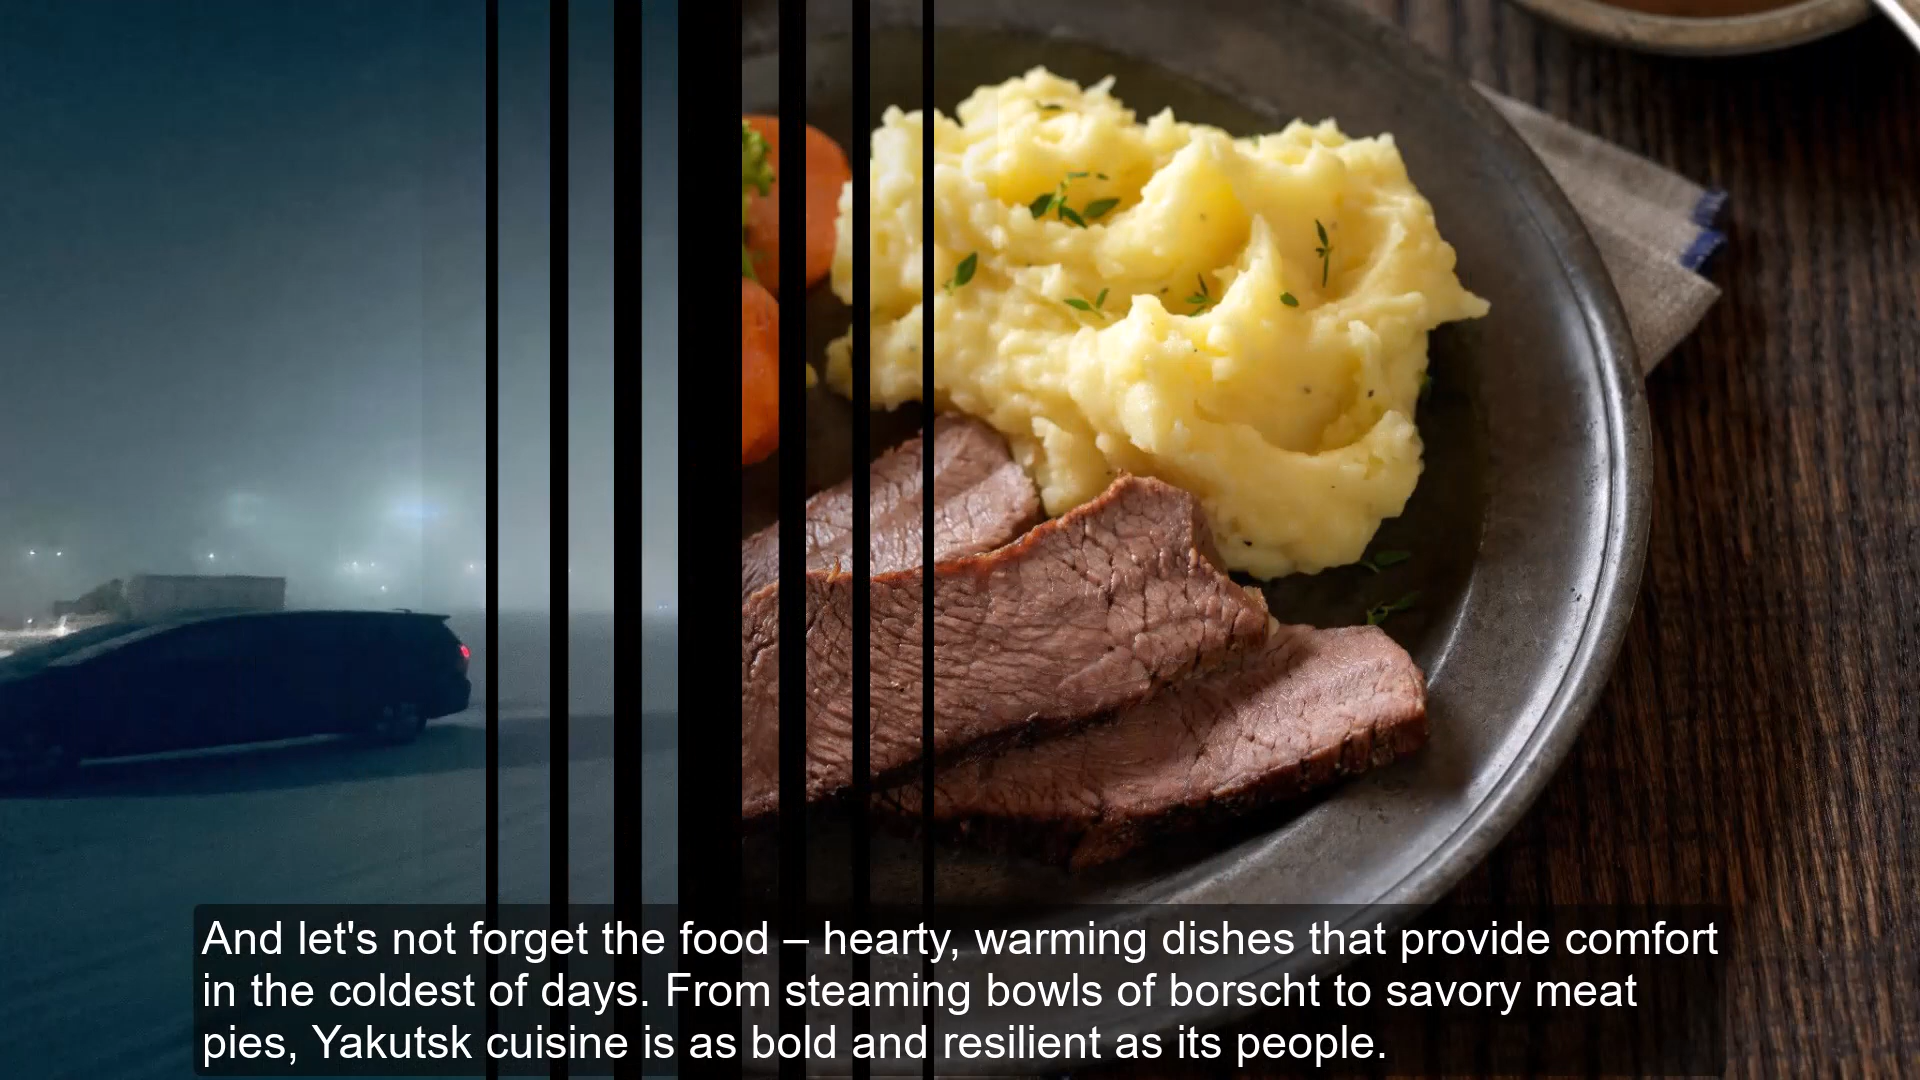 And let's not forget the food – hearty, warming dishes that provide comfort
in the coldest of days. From steaming bowls of borscht to savory meat
pies, Yakutsk cuisine is as bold and resilient as its people.